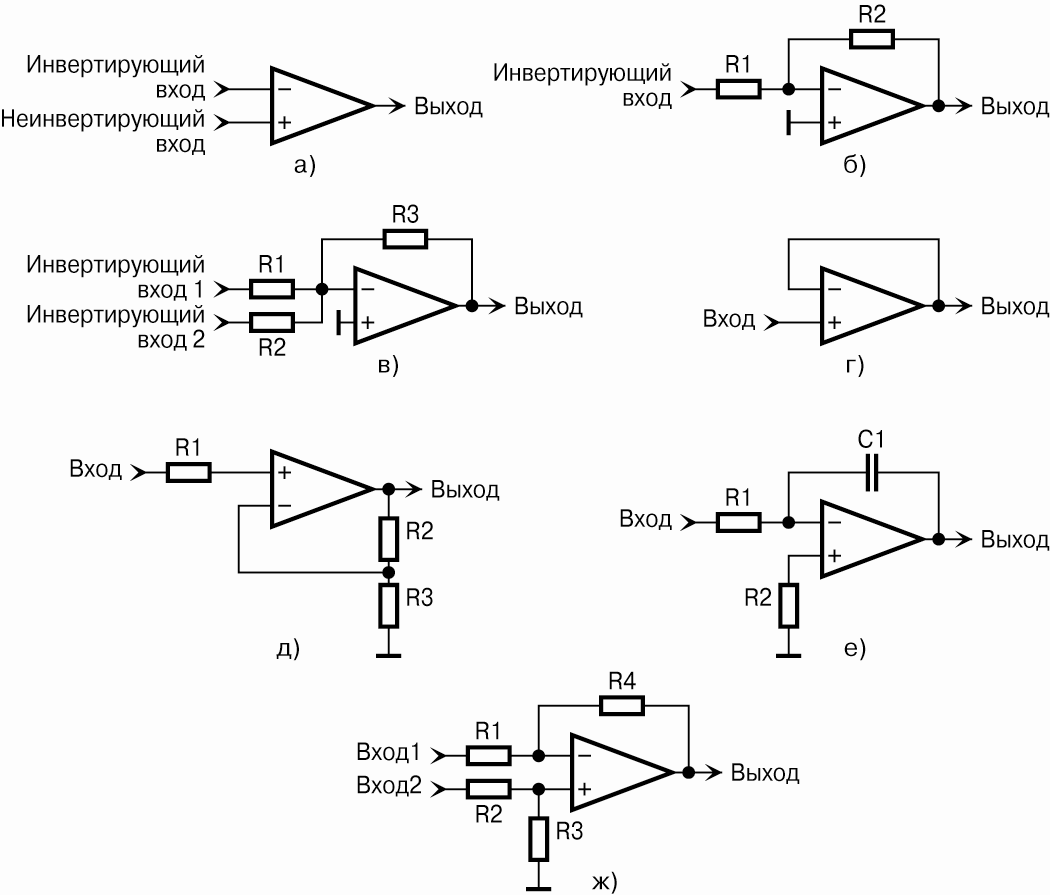 Инвертирующий
вход
Неинвертирующий
вход
−
+
Выход
а)
Инвертирующий
вход
R1
R2
−
+
Выход
б)
Инвертирующий
вход 1
Инвертирующий
вход 2
R1
R2
R3
−
+
Выход
в)
Вход
−
+
Выход
г)
Вход
R1
+
−
Выход
R2
R3
д)
Вход
R1
C1
−
+
R2
Выход
е)
Вход1
Вход2
R1
R2
R4
−
+
R3
Выход
ж)